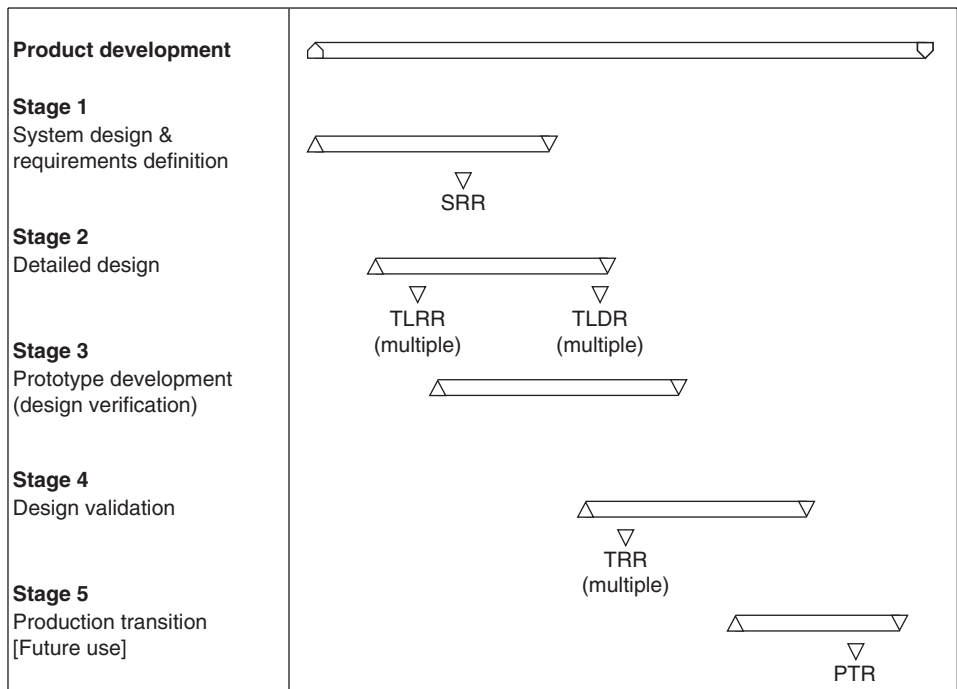 Product development
Stage 1
System design &
requirements definition
SRR
Stage 2
Detailed design
TLRR
(multiple)
TLDR
(multiple)
Stage 3
Prototype development
(design verification)
Stage 4
Design validation
TRR
(multiple)
Stage 5
Production transition
[Future use]
PTR